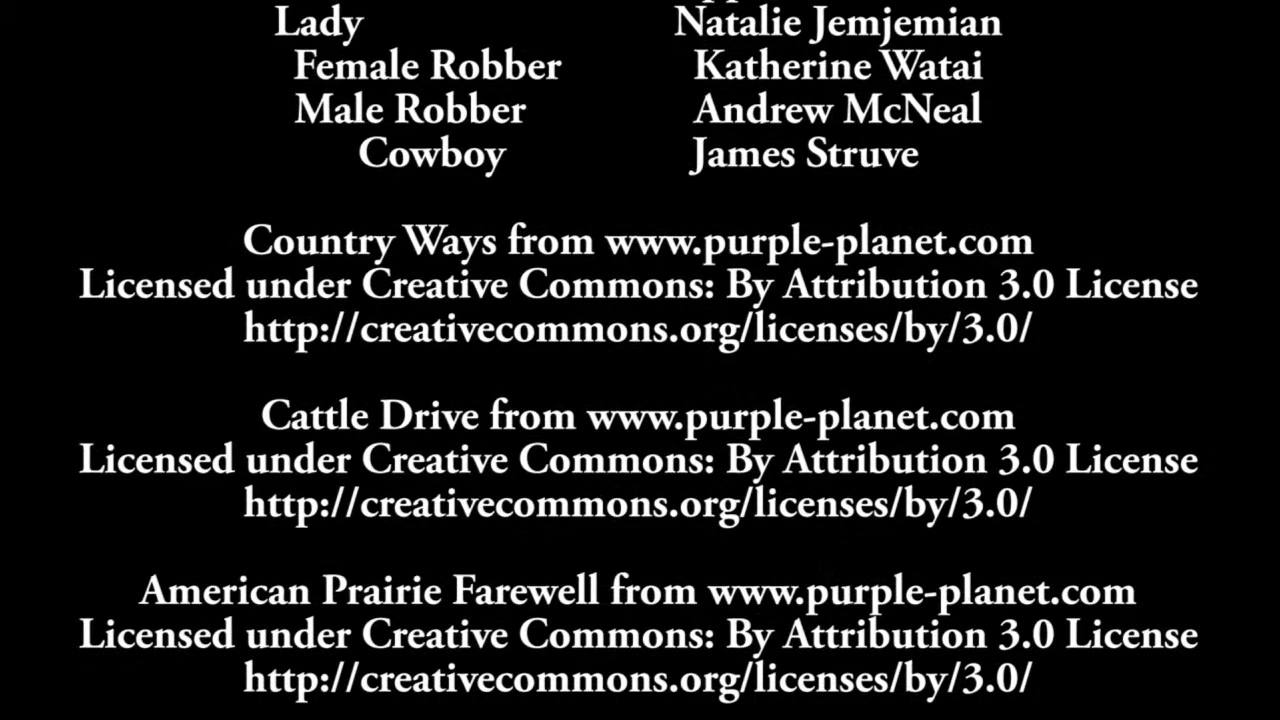 Lady Natalie Jemjemian
Female Robber Katherine Watai
Male Robber Andrew McNeal
Cowboy James Struve
Country Ways from www.purple-planet.com
Licensed under Creative Commons: By Attribution 3.0 License
http://creativecommons.org/licenses/by/3.0/
Cattle Drive from www.purple-planet.com
Licensed under Creative Commons: By Attribution 3.0 License
http://creativecommons.org/licenses/by/3.0/
American Prairie Farewell from www.purple-planet.com
Licensed under Creative Commons: By Attribution 3.0 License
http://creativecommons.org/licenses/by/3.0/